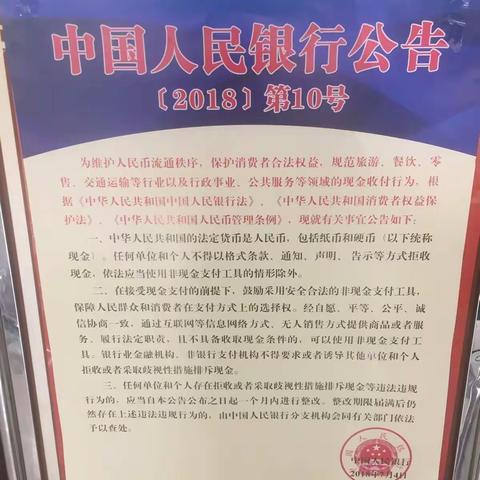 中国人民银行公告
〔2018〕第10号
为维护人民币流通秩序，保护消费者合法权益，规范旅游、餐饮、零
售、交通运输等行业以及行政事业、公共服务等领域的现金收付行为，根
据《中华人民共和国中国人民银行法》、《中华人民共和国消费者权益保
护法》、《中华人民共和国人民币管理条例》，现就有关事宜公告如下：
一、中华人民共和国的法定货币是人民币，包括纸币和硬币（以下统称
现金）。任何单位和个人不得以格式条款、通知、声明、告示等方式拒收
现金，依法应当使用非现金支付工具的情形除外。
二、在接受现金支付的前提下，鼓励采用安全合法的非现金支付工具，
保障人民群众和消费者在支付方式上的选择权。经自愿、平等、公平、诚
信协商一致，通过互联网等信息网络方式、无人销售方式提供商品或者服
务、履行法定职责，且不具备收取现金条件的，可以使用非现金支付工
具。银行业金融机构、非银行支付机构不得要求或者诱导其他单位和个人
拒收或者采取歧视性措施排斥现金。
三、任何单位和个人存在拒收或者采取歧视性措施排斥现金等违法违规
行为的，应当自本公告公布之日起一个月内进行整改。整改期限届满后仍
然存在上述违法违规行为的，由中国人民银行分支机构会同有关部门依法
予以查处。
中国人民银行
2018年7月4日